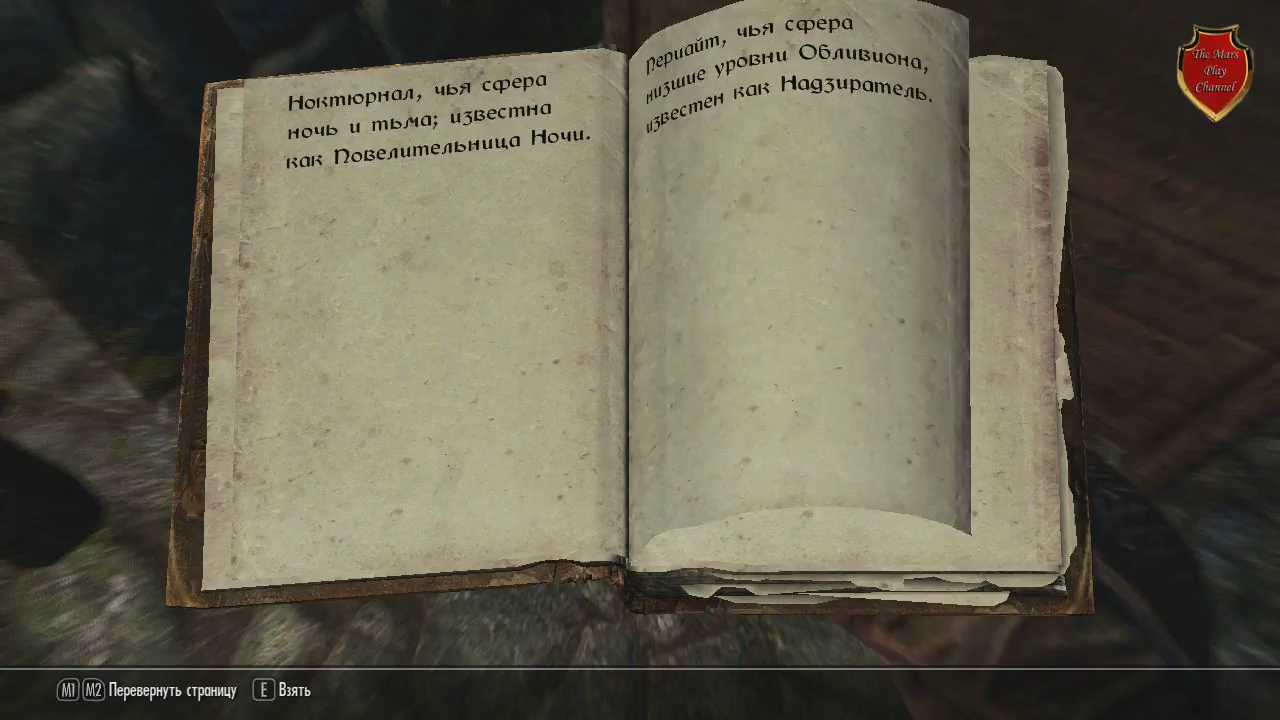 Ноктюрнал, чья сфера
ночь и тьма; известна
как Повелительница Ночи.
Периайт, чья сфера
низшие уровни Обливиона,
известен как Надзиратель.
The Mars
Play
Channel
M1 M2 Перевернуть страницу E Взять